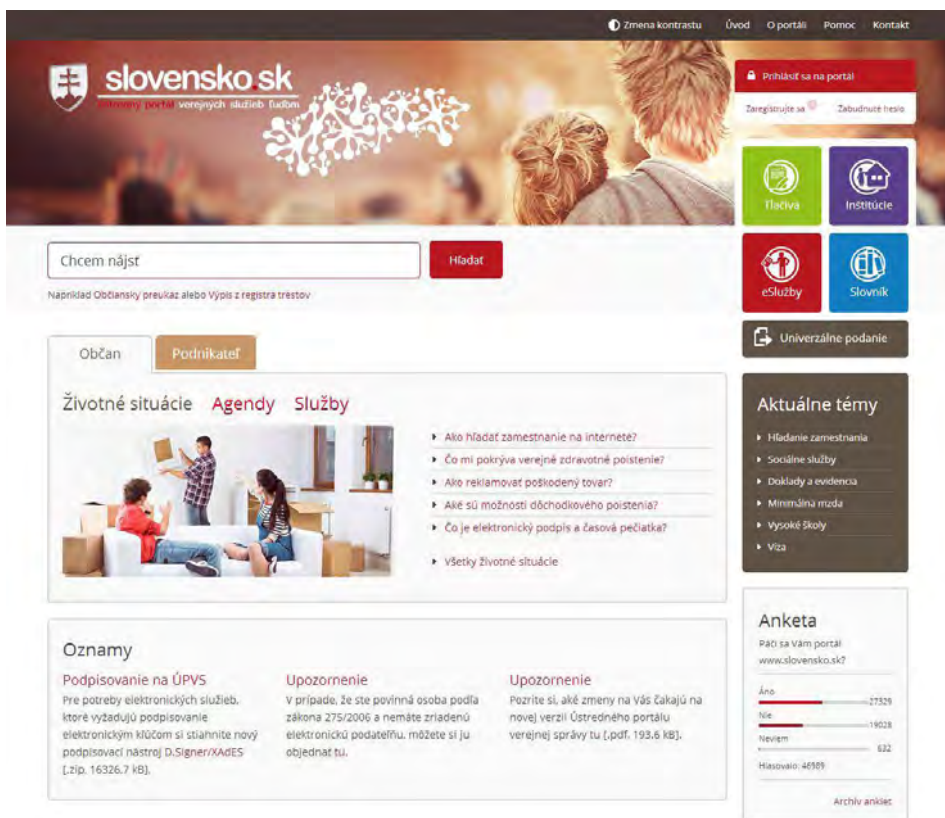 Zmena kontrastu Úvod O portáli Pomoc Kontakt
slovensko.sk
ústredný portál verejných služieb ľuďom
Prihlásiť sa na portál
Zaregistrujte sa Zabudnuté heslo
Tlačivá
Inštitúcie
Chcem nájsť
Hľadať
Napríklad Občiansky preukaz alebo Výpis z registra trestov
eSlužby
Slovník
Univerzálne podanie
Občan
Podnikateľ
Životné situácie Agendy Služby
Ako hľadať zamestnanie na internete?
Čo mi pokrýva verejné zdravotné poistenie?
Ako reklamovať poškodený tovar?
Aké sú možnosti dôchodkového poistenia?
Čo je elektronický podpis a časová pečiatka?
Všetky životné situácie
Aktuálne témy
Hľadanie zamestnania
Sociálne služby
Doklady a evidencia
Minimálna mzda
Vysoké školy
Víza
Oznamy
Podpisovanie na ÚPVS
Pre potreby elektronických služieb,
ktoré vyžadujú podpisovanie
elektronickým kľúčom si stiahnite nový
podpisovací nástroj D.Signer/XAdES
[.zip, 16326.7 kB].
Upozornenie
V prípade, že ste povinná osoba podľa
zákona 275/2006 a nemáte zriadenú
elektronickú podateľňu, môžete si ju
objednať tu.
Upozornenie
Pozrite si, aké zmeny na Vás čakajú na
novej verzii Ústredného portálu
verejnej správy tu [.pdf, 193.6 kB].
Anketa
Páči sa Vám portál
www.slovensko.sk?
Áno
27329
Nie
19028
Neviem
632
Hlasovalo: 46989
Archív ankiet